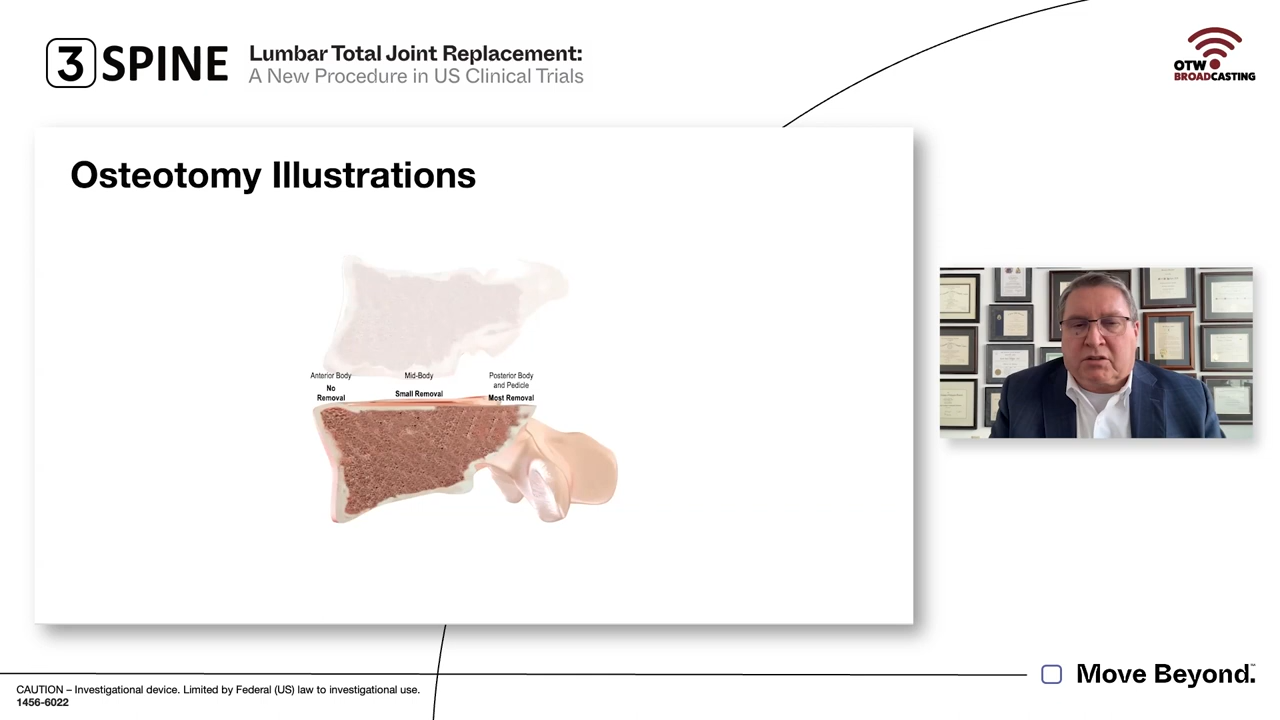 3SPINE
Lumbar Total Joint Replacement:
A New Procedure in US Clinical Trials
OTW
BROADCASTING
Osteotomy Illustrations
Anterior Body
No
Removal
Mid-Body
Small Removal
Posterior Body
and Pedicle
Most Removal
Move Beyond.™
CAUTION – Investigational device. Limited by Federal (US) law to investigational use.
1456-6022